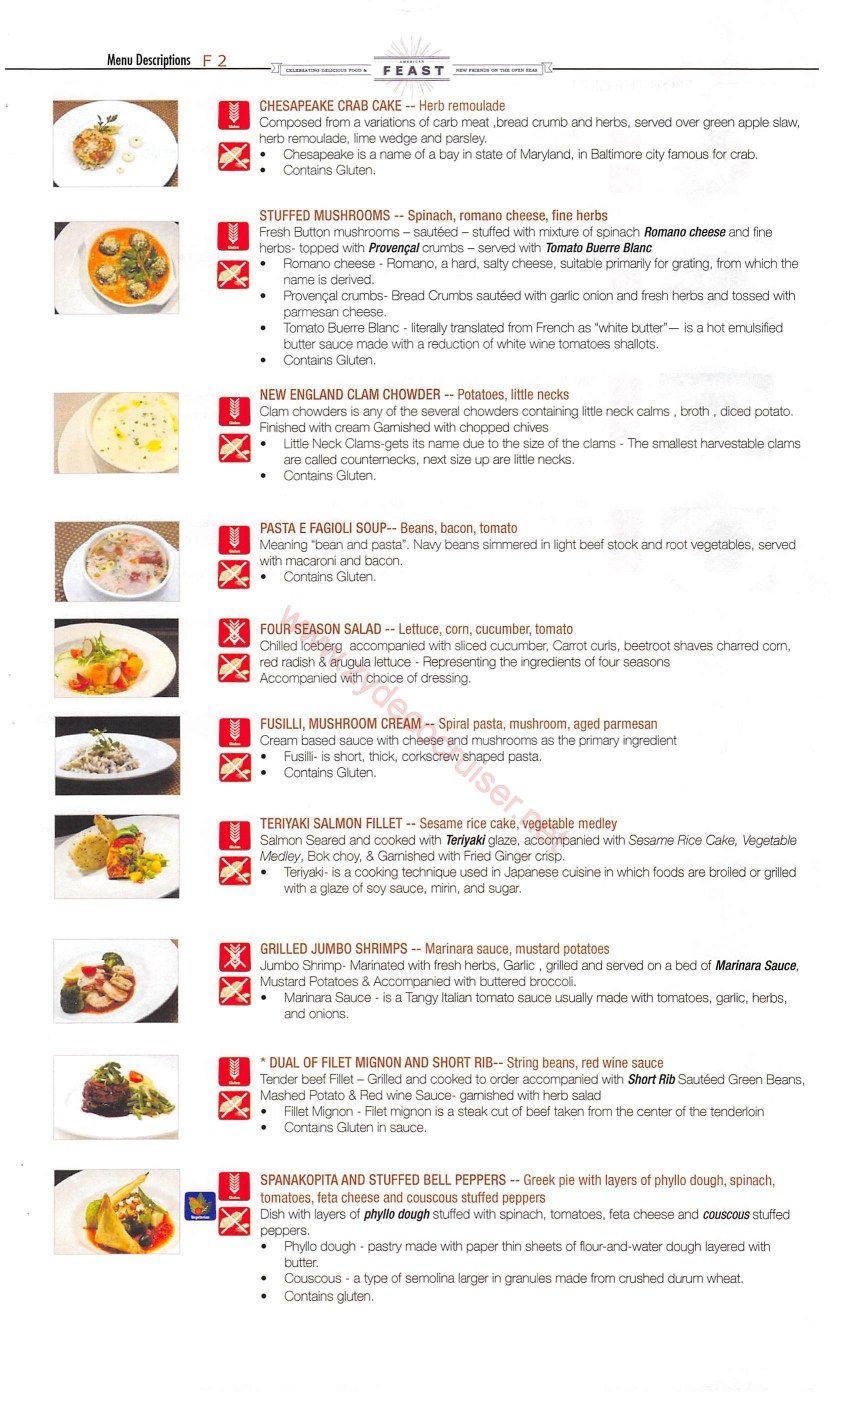 Menu Descriptions F 2
AMERICAN
FEAST
CELEBRATING DELICIOUS FOOD &
NEW FRIENDS ON THE OPEN SEAS
CHESAPEAKE CRAB CAKE -- Herb remoulade
Composed from a variations of carb meat ,bread crumb and herbs, served over green apple slaw,
herb remoulade, lime wedge and parsley.
• Chesapeake is a name of a bay in state of Maryland, in Baltimore city famous for crab.
• Contains Gluten.
Gluten
STUFFED MUSHROOMS -- Spinach, romano cheese, fine herbs
Fresh Button mushrooms – sautéed – stuffed with mixture of spinach Romano cheese and fine
herbs- topped with Provençal crumbs – served with Tomato Buerre Blanc
• Romano cheese - Romano, a hard, salty cheese, suitable primarily for grating, from which the
name is derived.
• Provençal crumbs- Bread Crumbs sautéed with garlic onion and fresh herbs and tossed with
parmesan cheese.
• Tomato Buerre Blanc - literally translated from French as “white butter”— is a hot emulsified
butter sauce made with a reduction of white wine tomatoes shallots.
• Contains Gluten.
Gluten
NEW ENGLAND CLAM CHOWDER -- Potatoes, little necks
Clam chowders is any of the several chowders containing little neck calms , broth , diced potato.
Finished with cream Garnished with chopped chives
• Little Neck Clams-gets its name due to the size of the clams - The smallest harvestable clams
are called counternecks, next size up are little necks.
• Contains Gluten.
Gluten
PASTA E FAGIOLI SOUP-- Beans, bacon, tomato
Meaning “bean and pasta”. Navy beans simmered in light beef stock and root vegetables, served
with macaroni and bacon.
• Contains Gluten.
Gluten
FOUR SEASON SALAD -- Lettuce, corn, cucumber, tomato
Chilled Iceberg accompanied with sliced cucumber, Carrot curls, beetroot shaves charred corn,
red radish & arugula lettuce - Representing the ingredients of four seasons
Accompanied with choice of dressing.
FUSILLI, MUSHROOM CREAM -- Spiral pasta, mushroom, aged parmesan
Cream based sauce with cheese and mushrooms as the primary ingredient
• Fusilli- is short, thick, corkscrew shaped pasta.
• Contains Gluten.
Gluten
TERIYAKI SALMON FILLET -- Sesame rice cake, vegetable medley
Salmon Seared and cooked with Teriyaki glaze, accompanied with Sesame Rice Cake, Vegetable
Medley, Bok choy, & Garnished with Fried Ginger crisp.
• Teriyaki- is a cooking technique used in Japanese cuisine in which foods are broiled or grilled
with a glaze of soy sauce, mirin, and sugar.
Gluten
GRILLED JUMBO SHRIMPS -- Marinara sauce, mustard potatoes
Jumbo Shrimp- Marinated with fresh herbs, Garlic , grilled and served on a bed of Marinara Sauce,
Mustard Potatoes & Accompanied with buttered broccoli.
• Marinara Sauce - is a Tangy Italian tomato sauce usually made with tomatoes, garlic, herbs,
and onions.
* DUAL OF FILET MIGNON AND SHORT RIB-- String beans, red wine sauce
Tender beef Fillet – Grilled and cooked to order accompanied with Short Rib Sautéed Green Beans,
Mashed Potato & Red wine Sauce- garnished with herb salad
• Fillet Mignon - Filet mignon is a steak cut of beef taken from the center of the tenderloin
• Contains Gluten in sauce.
Gluten
SPANAKOPITA AND STUFFED BELL PEPPERS -- Greek pie with layers of phyllo dough, spinach,
tomatoes, feta cheese and couscous stuffed peppers
Dish with layers of phyllo dough stuffed with spinach, tomatoes, feta cheese and couscous stuffed
peppers.
• Phyllo dough - pastry made with paper thin sheets of flour-and-water dough layered with
butter.
• Couscous - a type of semolina larger in granules made from crushed durum wheat.
• Contains gluten.
Gluten
Vegetarian
www.zydecocruiser.net